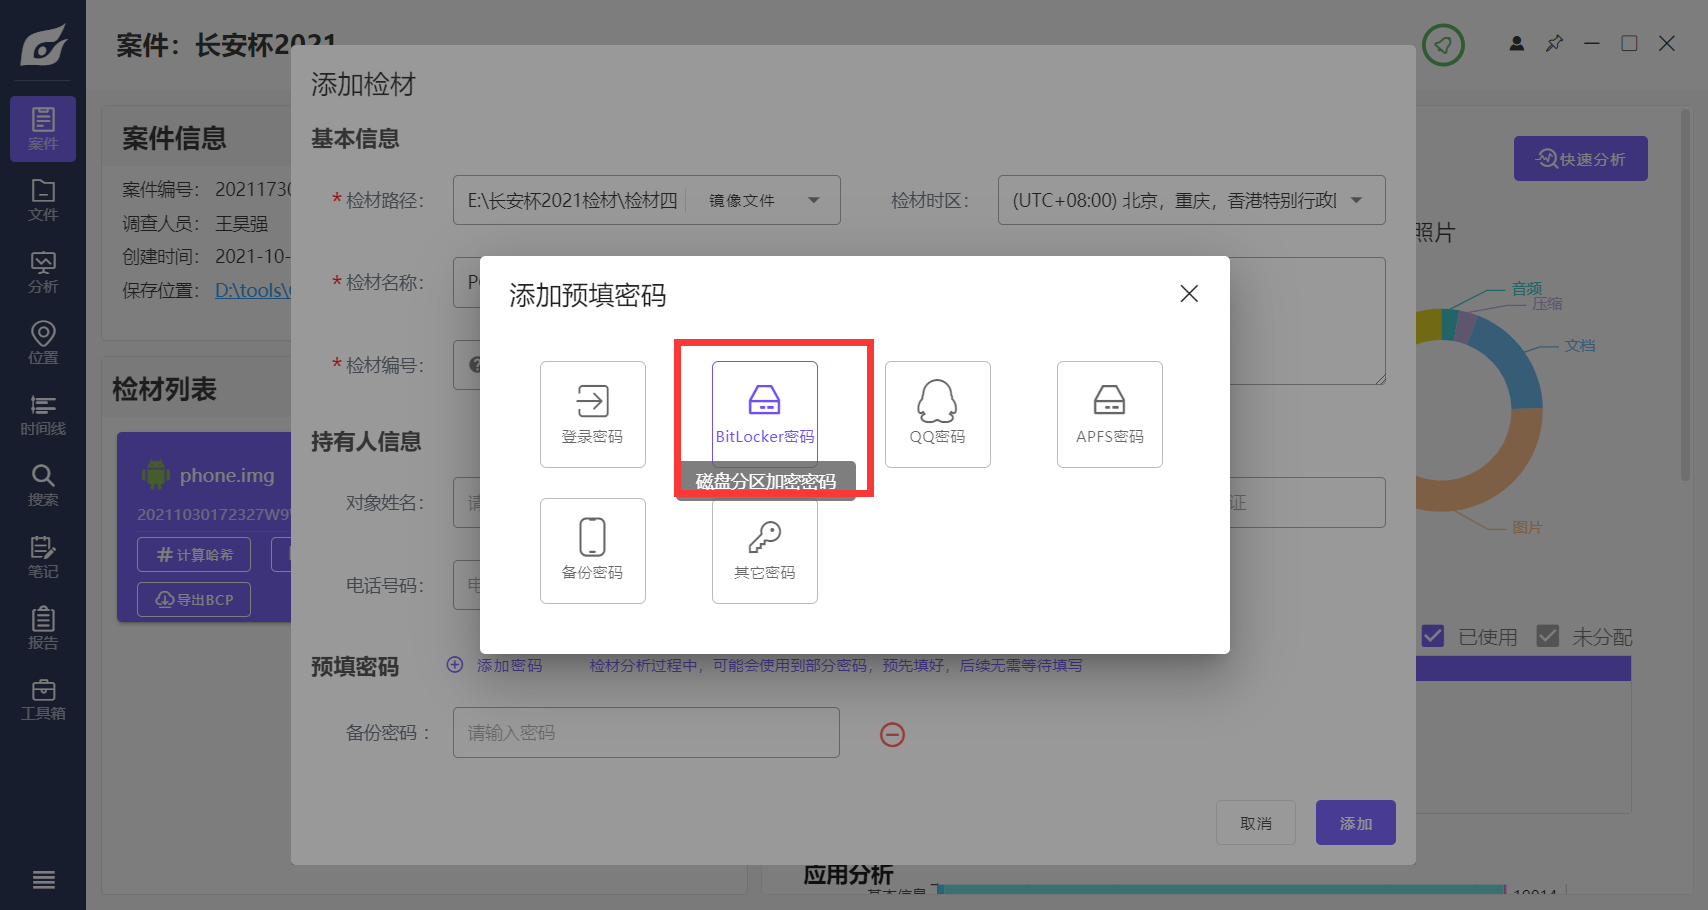 案件：长安杯2021
添加检材
案件
文件
分析
位置
时间线
搜索
笔记
报告
工具箱
案件信息
案件编号： 20211730
调查人员： 王昊强
创建时间： 2021-10-
保存位置： D:\tools\
检材列表
phone.img
20211030172327W9
计算哈希
导出BCP
基本信息
* 检材路径： E:\长安杯2021检材\检材四 镜像文件
检材时区： (UTC+08:00) 北京，重庆，香港特别行政
* 检材名称：
* 检材编号：
持有人信息
对象姓名：
证
电话号码：
添加预填密码
登录密码
BitLocker密码
QQ密码
APFS密码
磁盘分区加密密码
备份密码
其它密码
预填密码 添加密码 检材分析过程中，可能会使用到部分密码，预先填好，后续无需等待填写
备份密码： 请输入密码
取消
添加
快速分析
照片
音频
压缩
文档
图片
已使用 未分配
应用分析
基本信息
10014